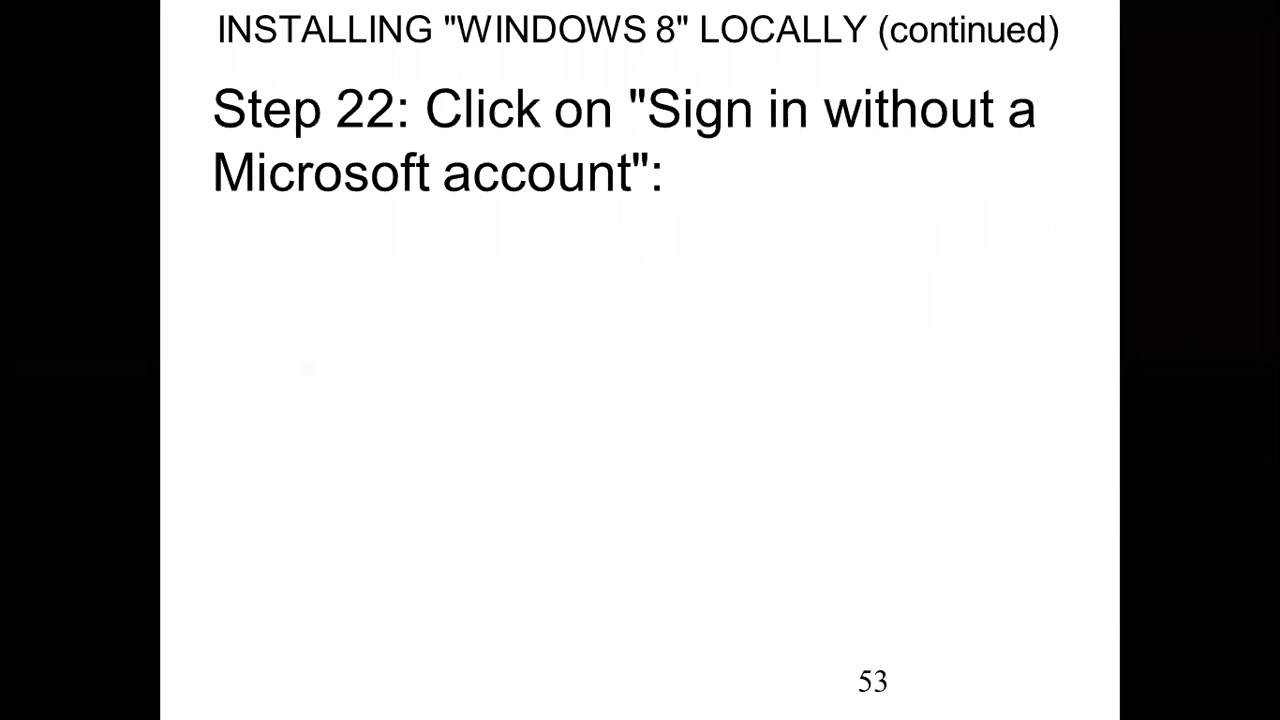 INSTALLING "WINDOWS 8" LOCALLY (continued)
Step 22: Click on "Sign in without a
Microsoft account":
53